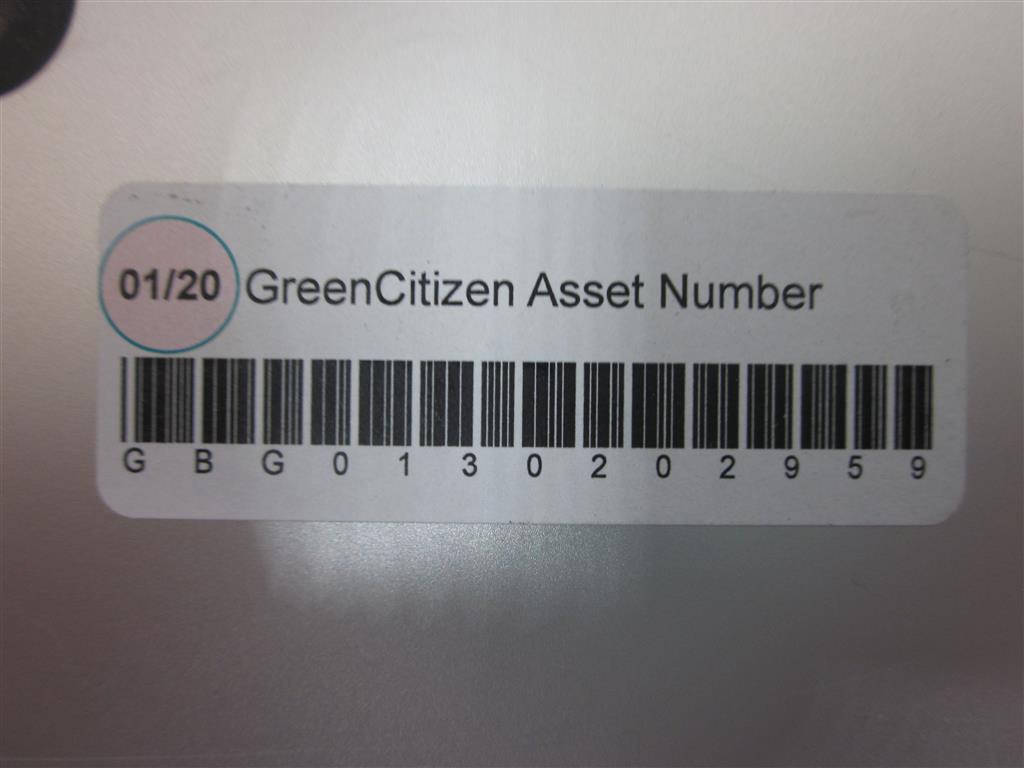 01/20 GreenCitizen Asset Number
G B G 0 1 3 0 2 0 2 9 5 9